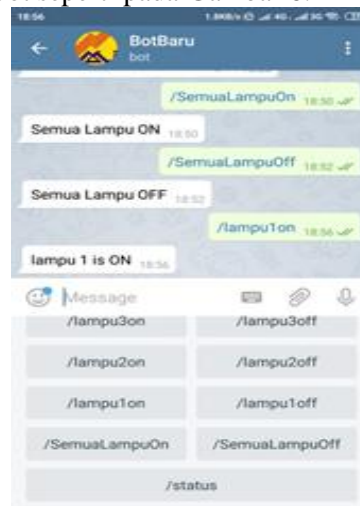 18:56
BotBaru
bot
/SemuaLampuOn 18:50
Semua Lampu ON 18:50
/SemuaLampuOff 18:52
Semua Lampu OFF 18:52
/lampu1on 18:56
lampu 1 is ON 18:56
Message
/lampu3on /lampu3off
/lampu2on /lampu2off
/lampu1on /lampu1off
/SemuaLampuOn /SemuaLampuOff
/status